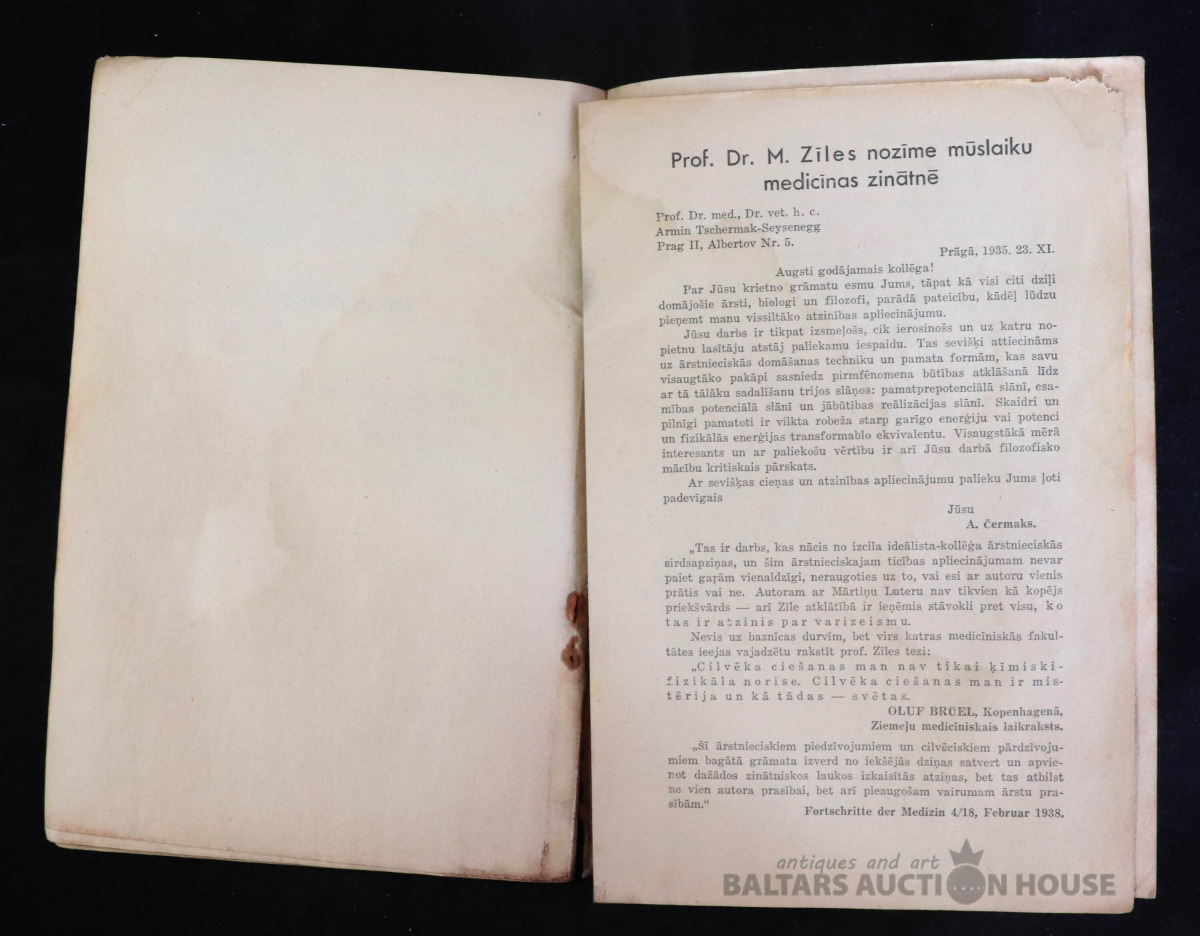 Prof. Dr. M. Zīles nozīme mūslaiku
medicīnas zinātnē
Prof. Dr. med., Dr. vet. h. c.
Armin Tschermak-Seysenegg
Prag II, Albertov Nr. 5.
Prāgā, 1935. 23. XI.
Augsti godājamais kollēga!
Par Jūsu krietno grāmatu esmu Jums, tāpat kā visi citi dziļi
domājošie ārsti, biologi un filozofi, parādā pateicību, kādēļ lūdzu
pieņemt manu vissiltāko atzinības apliecinājumu.
Jūsu darbs ir tikpat izsmeļošs, cik ierosinošs un uz katru no-
pietnu lasītāju atstāj paliekamu iespaidu. Tas sevišķi attiecināms
uz ārstnieciskās domāšanas techniku un pamata formām, kas savu
visaugtāko pakāpi sasniedz pirmfēnomena būtības atklāšanā līdz
ar tā tālāku sadalīšanu trijos slāņos: pamatprepotenciālā slānī, esa-
mības potenciālā slānī un jābūtības reālizācijas slānī. Skaidri un
pilnīgi pamatoti ir vilkta robeža starp garīgo enerģiju vai potenci
un fizikālās enerģijas transformablo ekvivalentu. Visaugstākā mērā
interesants un ar paliekošu vērtību ir arī Jūsu darbā filozofisko
mācību kritiskais pārskats.
Ar sevišķas cieņas un atzinības apliecinājumu palieku Jums ļoti
padevīgais
Jūsu
A. Čermaks.
„Tas ir darbs, kas nācis no izcila ideālista-kollēģa ārstnieciskās
sirdsapziņas, un šim ārstnieciskajam ticības apliecinājumam nevar
paiet gaŗām vienaldzīgi, neraugoties uz to, vai esi ar autoru vienis
prātis vai ne. Autoram ar Mārtiņu Luteru nav tikvien kā kopējs
priekšvārds — arī Zīle atklātībā ir ieņēmis stāvokli pret visu, ko
tas ir atzinis par varizeismu.
Nevis uz baznīcas durvīm, bet virs katras medicīniskās fakul-
tātes ieejas vajadzētu rakstīt prof. Zīles tezi:
„Cilvēka ciešanas man nav tikai ķīmiski-
fizikāla norise. Cilvēka ciešanas man ir mis-
tērija un kā tādas — svētas.
OLUF BRÜEL, Kopenhagenā,
Ziemeļu medicīniskais laikraksts.
„Šī ārstnieciskiem piedzīvojumiem un cilvēciskiem pārdzīvoju-
miem bagātā grāmata izverd no iekšējās dziņas satvert un apvie-
not dažādos zinātniskos laukos izkaisītās atziņas, bet tas atbilst
ne vien autora prasībai, bet arī pieaugošam vairumam ārstu pra-
sībām.“
Fortschritte der Medizin 4/18, Februar 1938.
antiques and art
BALTARS AUCTION HOUSE